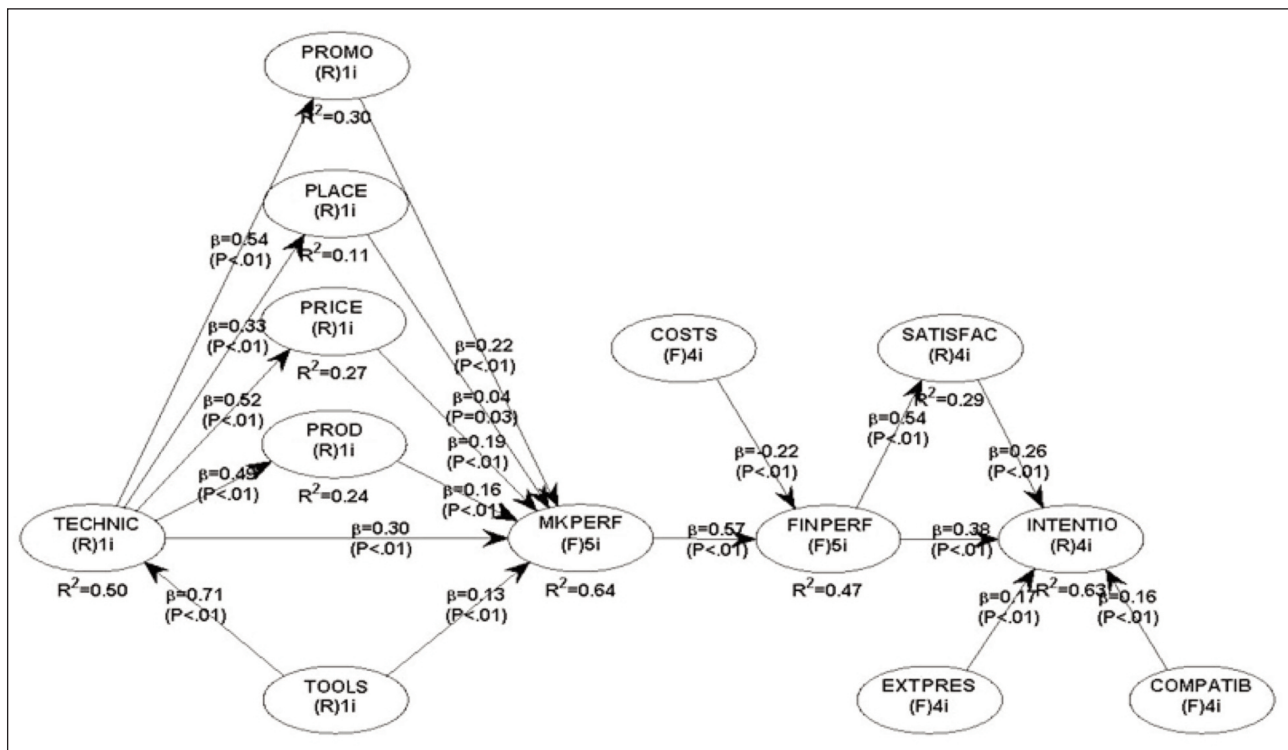 PROMO
(R)1i
R²=0.30
PLACE
(R)1i
R²=0.11
β=0.54
(P<.01)
PRICE
(R)1i
R²=0.27
β=0.33
(P<.01)
β=0.22
(P<.01)
COSTS
(F)4i
SATISFAC
(R)4i
R²=0.29
β=0.52
(P<.01)
β=0.04
(P=0.03)
PROD
(R)1i
R²=0.24
β=0.19
(P<.01)
β=0.54
(P<.01)
β=-0.22
(P<.01)
β=0.26
(P<.01)
β=0.49
(P<.01)
β=0.16
(P<.01)
TECHNIC
(R)1i
R²=0.50
β=0.30
(P<.01)
MKPERF
(F)5i
R²=0.64
β=0.57
(P<.01)
FINPERF
(F)5i
R²=0.47
β=0.38
(P<.01)
INTENTIO
(R)4i
R²=0.63
β=0.71
(P<.01)
β=0.13
(P<.01)
β=0.17
(P<.01)
β=0.16
(P<.01)
TOOLS
(R)1i
EXTPRES
(F)4i
COMPATIB
(F)4i